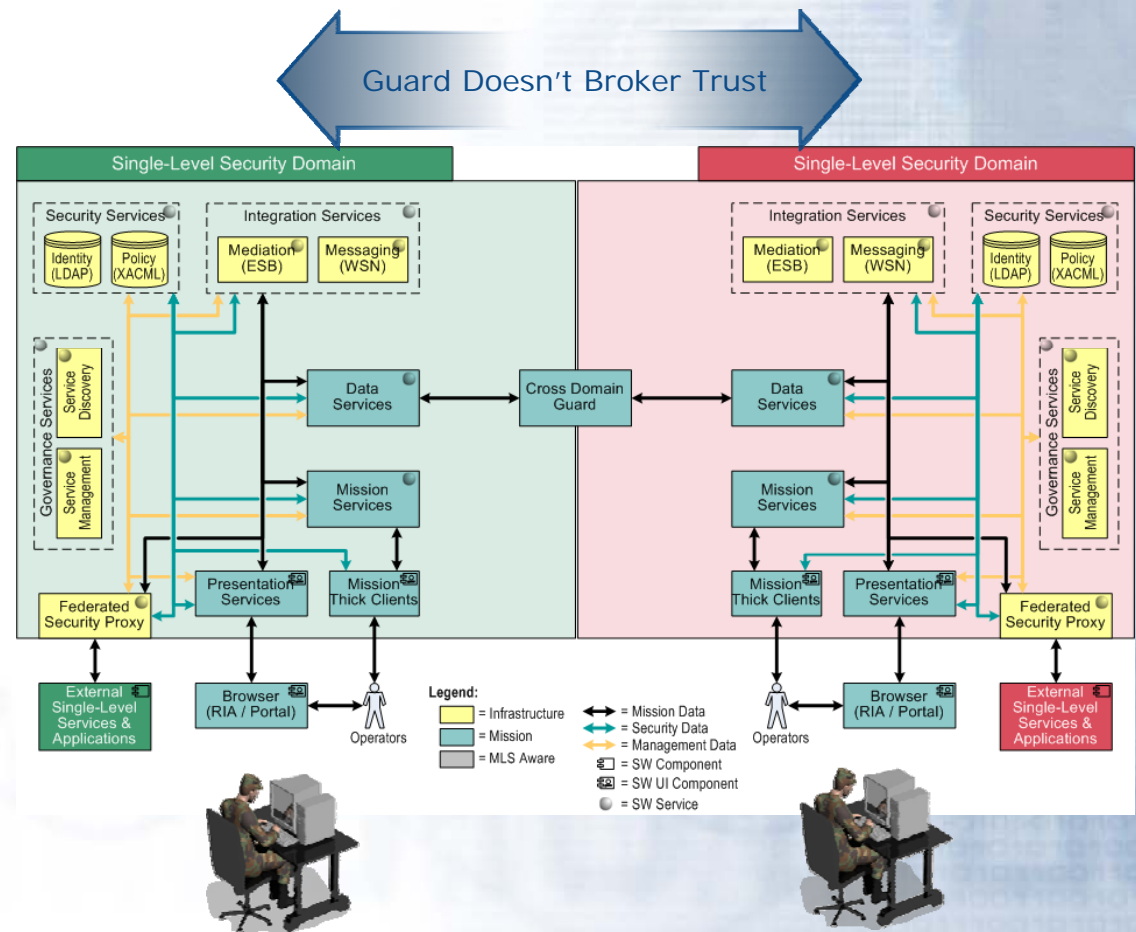 Guard Doesn't Broker Trust
Single-Level Security Domain
Single-Level Security Domain
Security Services
Identity
(LDAP)
Policy
(XACML)
Integration Services
Mediation
(ESB)
Messaging
(WSN)
Integration Services
Mediation
(ESB)
Messaging
(WSN)
Security Services
Identity
(LDAP)
Policy
(XACML)
Governance Services
Service
Discovery
Service
Management
Data
Services
Cross Domain
Guard
Data
Services
Governance Services
Service
Discovery
Service
Management
Mission
Services
Mission
Services
Federated
Security Proxy
Presentation
Services
Mission
Thick Clients
Mission
Thick Clients
Presentation
Services
Federated
Security Proxy
External
Single-Level
Services &
Applications
Browser
(RIA / Portal)
Operators
Legend:
= Infrastructure
= Mission
= MLS Aware
= Mission Data
= Security Data
= Management Data
= SW Component
= SW UI Component
= SW Service
Operators
Browser
(RIA / Portal)
External
Single-Level
Services &
Applications